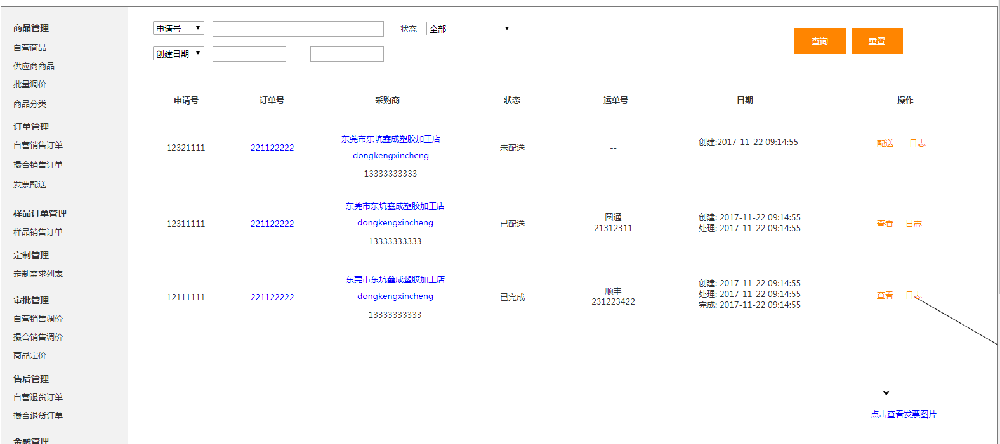 商品管理
自营商品
供应商商品
批量调价
商品分类
订单管理
自营销售订单
撮合销售订单
发票配送
样品订单管理
样品销售订单
定制管理
定制需求列表
审批管理
自营销售调价
撮合销售调价
商品定价
售后管理
自营退货订单
撮合退货订单
金融管理
申请号 状态 全部
创建日期 -
查询 重置
申请号 订单号 采购商 状态 运单号 日期 操作
12321111 221122222 东莞市东坑鑫成塑胶加工店 未配送 -- 创建:2017-11-22 09:14:55 配送 日志
dongkengxincheng
13333333333
12311111 221122222 东莞市东坑鑫成塑胶加工店 已配送 圆通 创建: 2017-11-22 09:14:55 查看 日志
dongkengxincheng 21312311 处理: 2017-11-22 09:14:55
13333333333
12111111 221122222 东莞市东坑鑫成塑胶加工店 已完成 顺丰 创建: 2017-11-22 09:14:55 查看 日志
dongkengxincheng 231223422 处理: 2017-11-22 09:14:55
13333333333 完成: 2017-11-22 09:14:55
点击查看发票图片